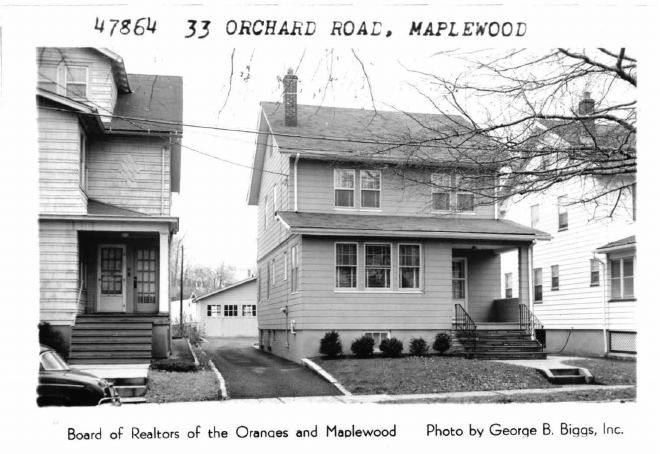 47864 33 ORCHARD ROAD, MAPLEWOOD
Board of Realtors of the Oranges and Maplewood Photo by George B. Biggs, Inc.